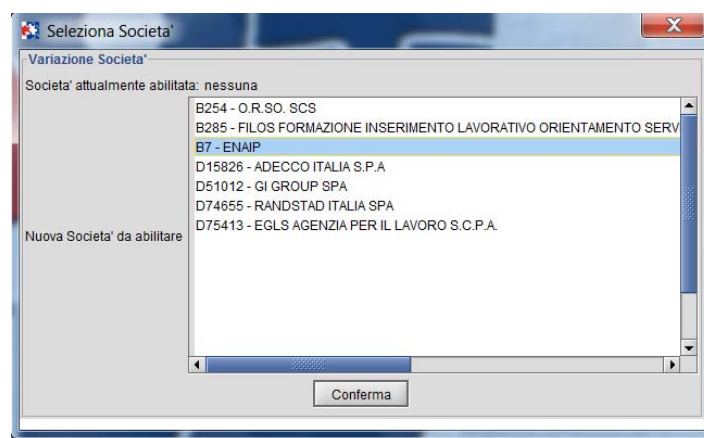 Seleziona Societa'
Variazione Societa'
Societa' attualmente abilitata: nessuna
Nuova Societa' da abilitare
B254 - O.R.SO. SCS
B285 - FILOS FORMAZIONE INSERIMENTO LAVORATIVO ORIENTAMENTO SERV
B7 - ENAIP
D15826 - ADECCO ITALIA S.P.A
D51012 - GI GROUP SPA
D74655 - RANDSTAD ITALIA SPA
D75413 - EGLS AGENZIA PER IL LAVORO S.C.P.A.
Conferma